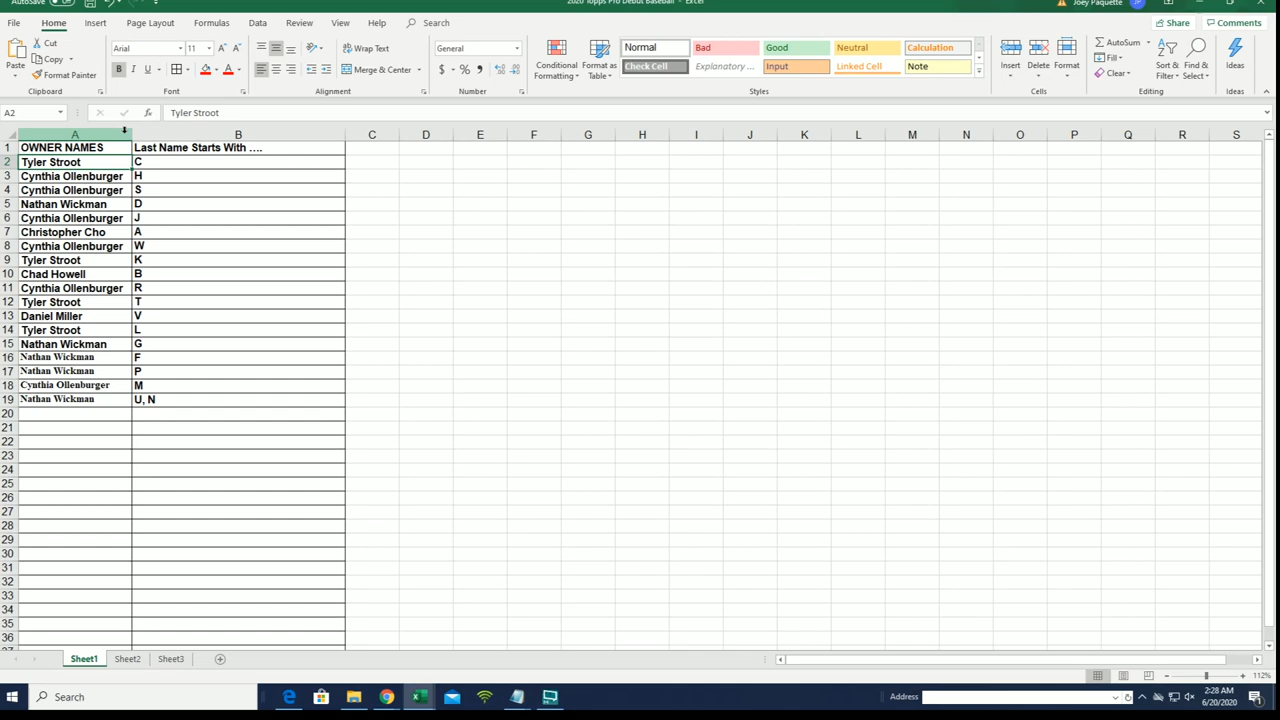 AutoSave Off 2020 Topps Pro Debut Baseball - Excel Joey Paquette JP
File Home Insert Page Layout Formulas Data Review View Help Search Share Comments
Paste Cut Copy Format Painter Clipboard
Arial 11 A A B I U A Font
Wrap Text Merge & Center Alignment
General $ % , Number
Conditional Formatting Format as Table
Normal Bad Good Neutral Calculation
Check Cell Explanatory ... Input Linked Cell Note
Styles
Insert Delete Format Cells
AutoSum Fill Clear Sort & Filter Find & Select Editing
Ideas Ideas
A2 fx Tyler Stroot
A B C D E F G H I J K L M N O P Q R S
1 OWNER NAMES Last Name Starts With ....
2 Tyler Stroot C
3 Cynthia Ollenburger H
4 Cynthia Ollenburger S
5 Nathan Wickman D
6 Cynthia Ollenburger J
7 Christopher Cho A
8 Cynthia Ollenburger W
9 Tyler Stroot K
10 Chad Howell B
11 Cynthia Ollenburger R
12 Tyler Stroot T
13 Daniel Miller V
14 Tyler Stroot L
15 Nathan Wickman G
16 Nathan Wickman F
17 Nathan Wickman P
18 Cynthia Ollenburger M
19 Nathan Wickman U, N
20
21
22
23
24
25
26
27
28
29
30
31
32
33
34
35
36
Sheet1 Sheet2 Sheet3
112%
Search Address 2:28 AM
6/20/2020